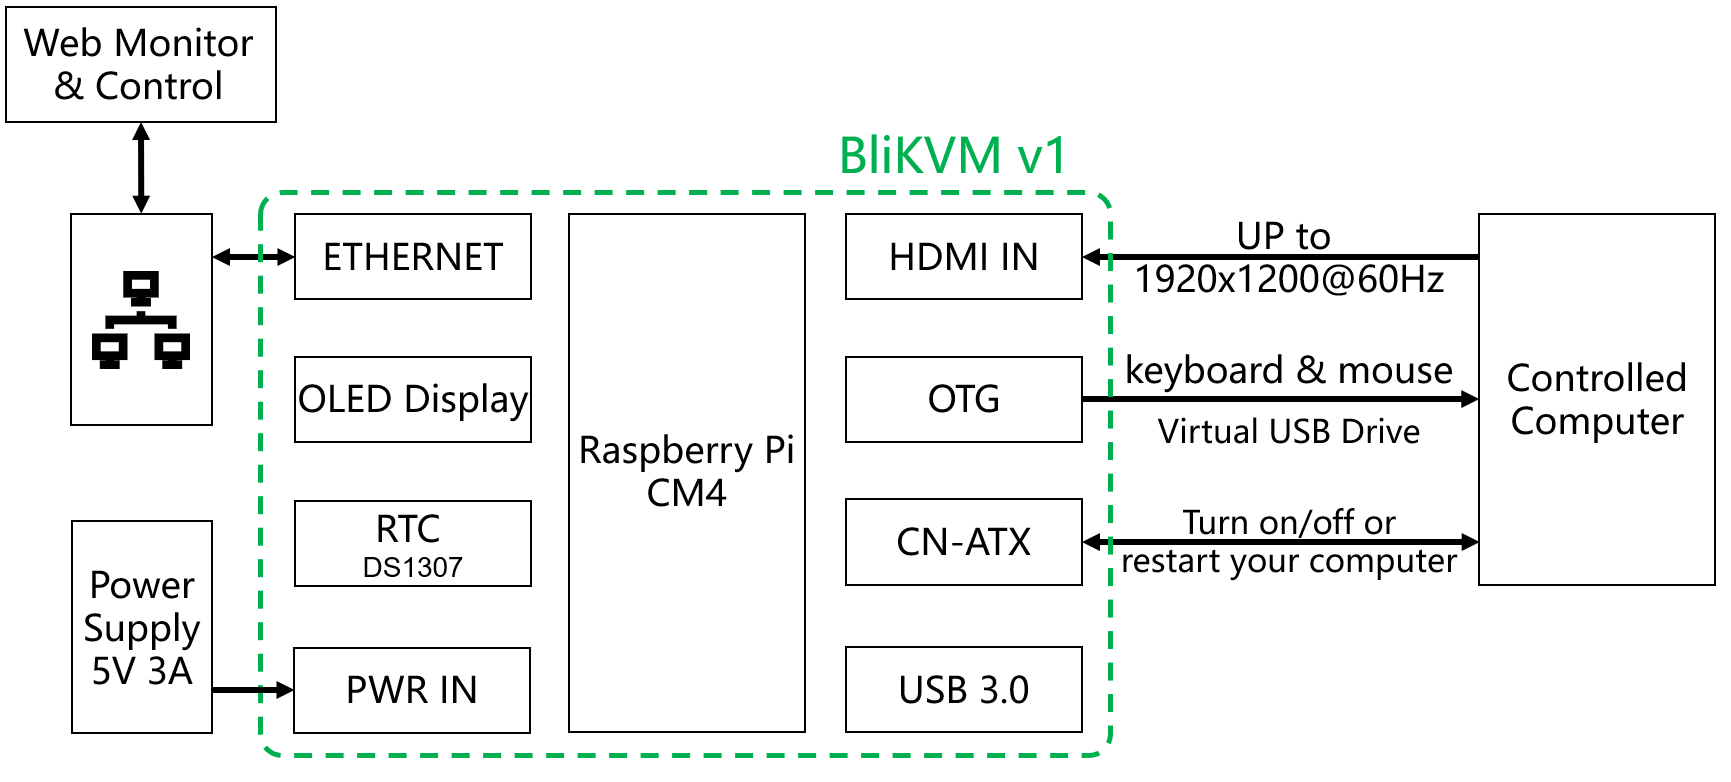 Web Monitor
& Control
BliKVM v1
ETHERNET
OLED Display
RTC
DS1307
PWR IN
Power
Supply
5V 3A
Raspberry Pi
CM4
HDMI IN
OTG
CN-ATX
USB 3.0
UP to
1920x1200@60Hz
keyboard & mouse
Virtual USB Drive
Turn on/off or
restart your computer
Controlled
Computer